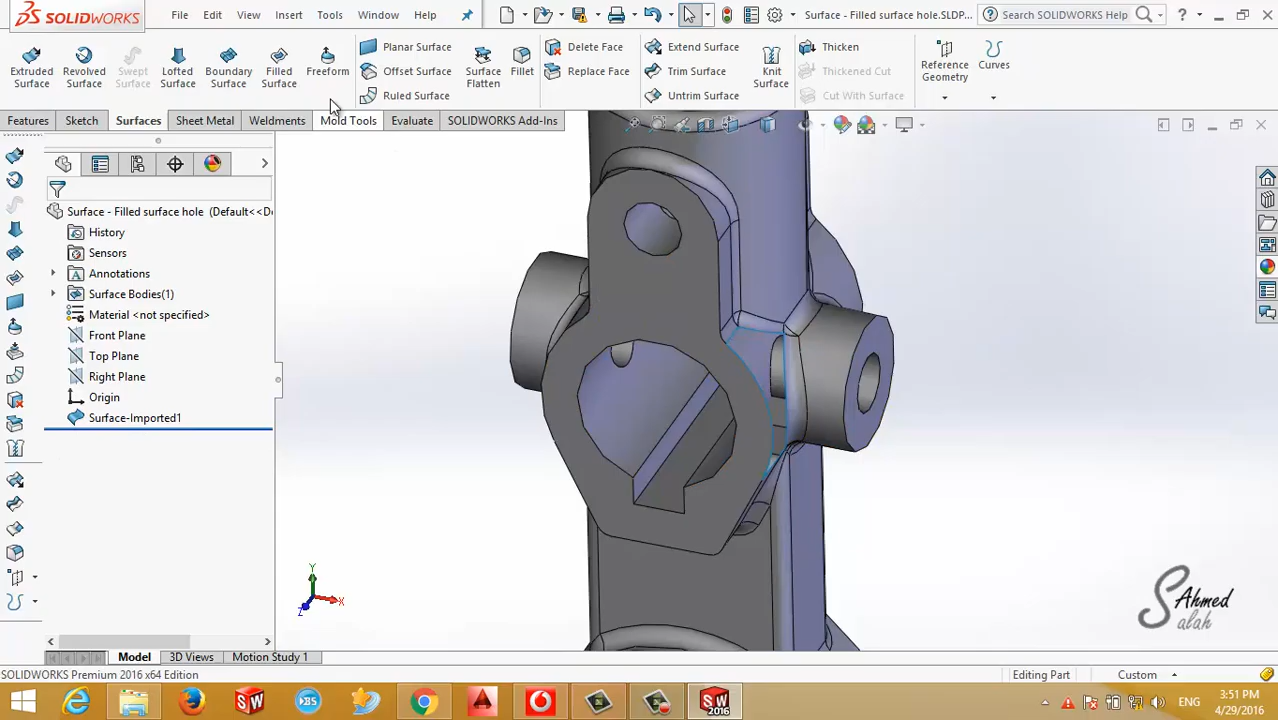 SOLIDWORKS
File Edit View Insert Tools Window Help
Surface - Filled surface hole.SLDP...
Search SOLIDWORKS Help
Extruded Surface
Revolved Surface
Swept Surface
Lofted Surface
Boundary Surface
Filled Surface
Freeform
Planar Surface
Offset Surface
Ruled Surface
Surface Flatten
Fillet
Delete Face
Replace Face
Extend Surface
Trim Surface
Untrim Surface
Knit Surface
Thicken
Thickened Cut
Cut With Surface
Reference Geometry
Curves
Features Sketch Surfaces Sheet Metal Weldments Mold Tools Evaluate SOLIDWORKS Add-Ins
Surface - Filled surface hole (Default<<De
History
Sensors
Annotations
Surface Bodies(1)
Material <not specified>
Front Plane
Top Plane
Right Plane
Origin
Surface-Imported1
Y
X
Z
S Ahmed
alah
Model 3D Views Motion Study 1
SOLIDWORKS Premium 2016 x64 Edition
Editing Part
Custom
SW
2016
ENG
3:51 PM
4/29/2016